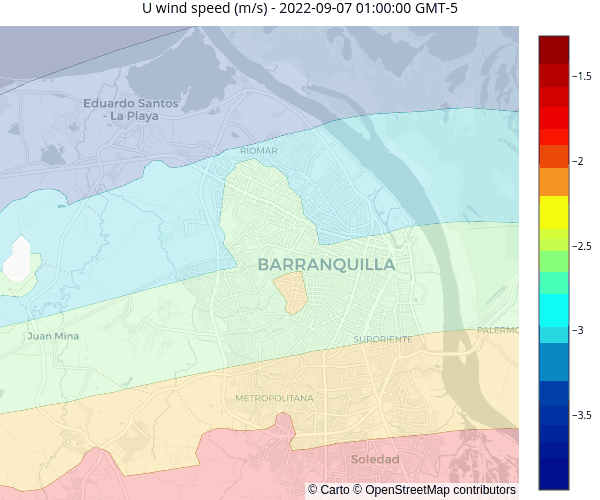 U wind speed (m/s) - 2022-09-07 01:00:00 GMT-5
Eduardo Santos
- La Playa
RIOMAR
BARRANQUILLA
Juan Mina
SURORIENTE
PALERMO
METROPOLITANA
Soledad
© Carto © OpenStreetMap contributors
−1.5
−2
−2.5
−3
−3.5